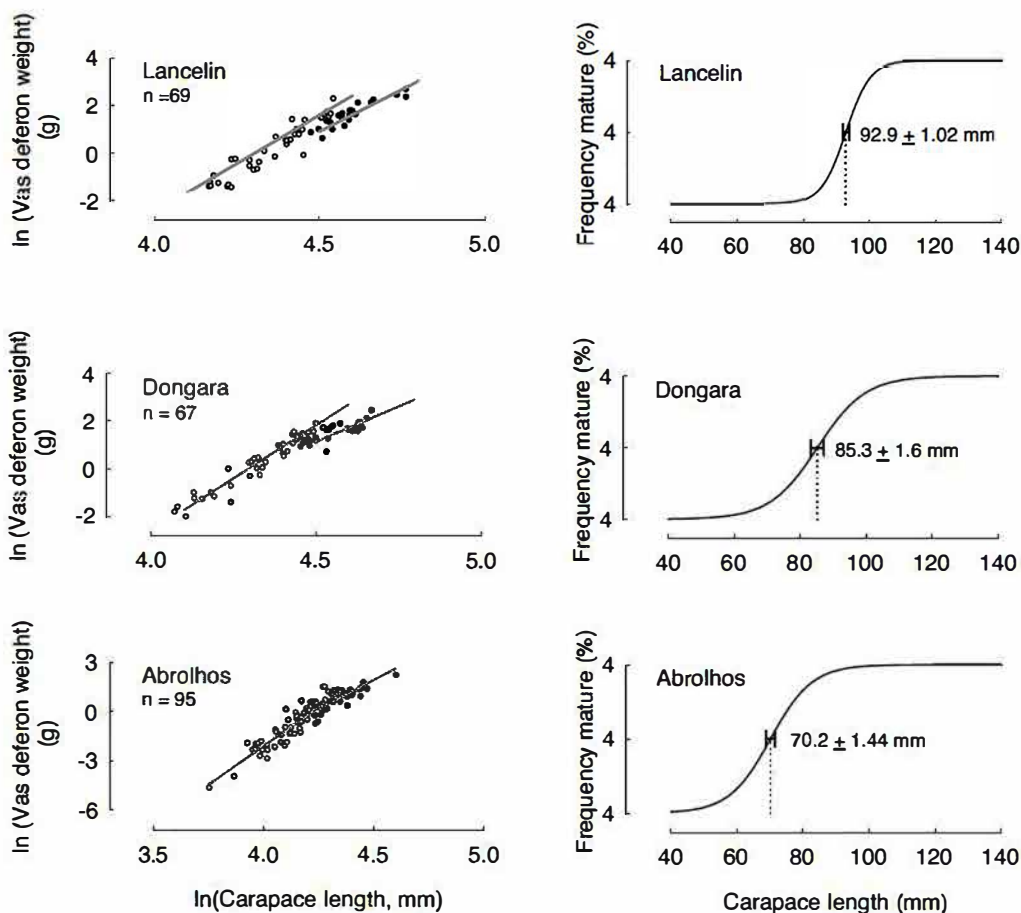 ln (Vas deferon weight)
(g)
4
2
0
-2
Lancelin
n =69
4.0
4.5
5.0
Frequency mature (%)
4
4
4
Lancelin
92.9 ± 1.02 mm
40
60
80
100
120
140
ln (Vas deferon weight)
(g)
4
2
0
-2
Dongara
n = 67
4.0
4.5
5.0
Frequency mature (%)
4
4
4
Dongara
85.3 ± 1.6 mm
40
60
80
100
120
140
ln (Vas deferon weight)
(g)
3
0
-3
-6
Abrolhos
n = 95
3.5
4.0
4.5
5.0
ln(Carapace length, mm)
Frequency mature (%)
4
4
4
Abrolhos
70.2 ± 1.44 mm
40
60
80
100
120
140
Carapace length (mm)